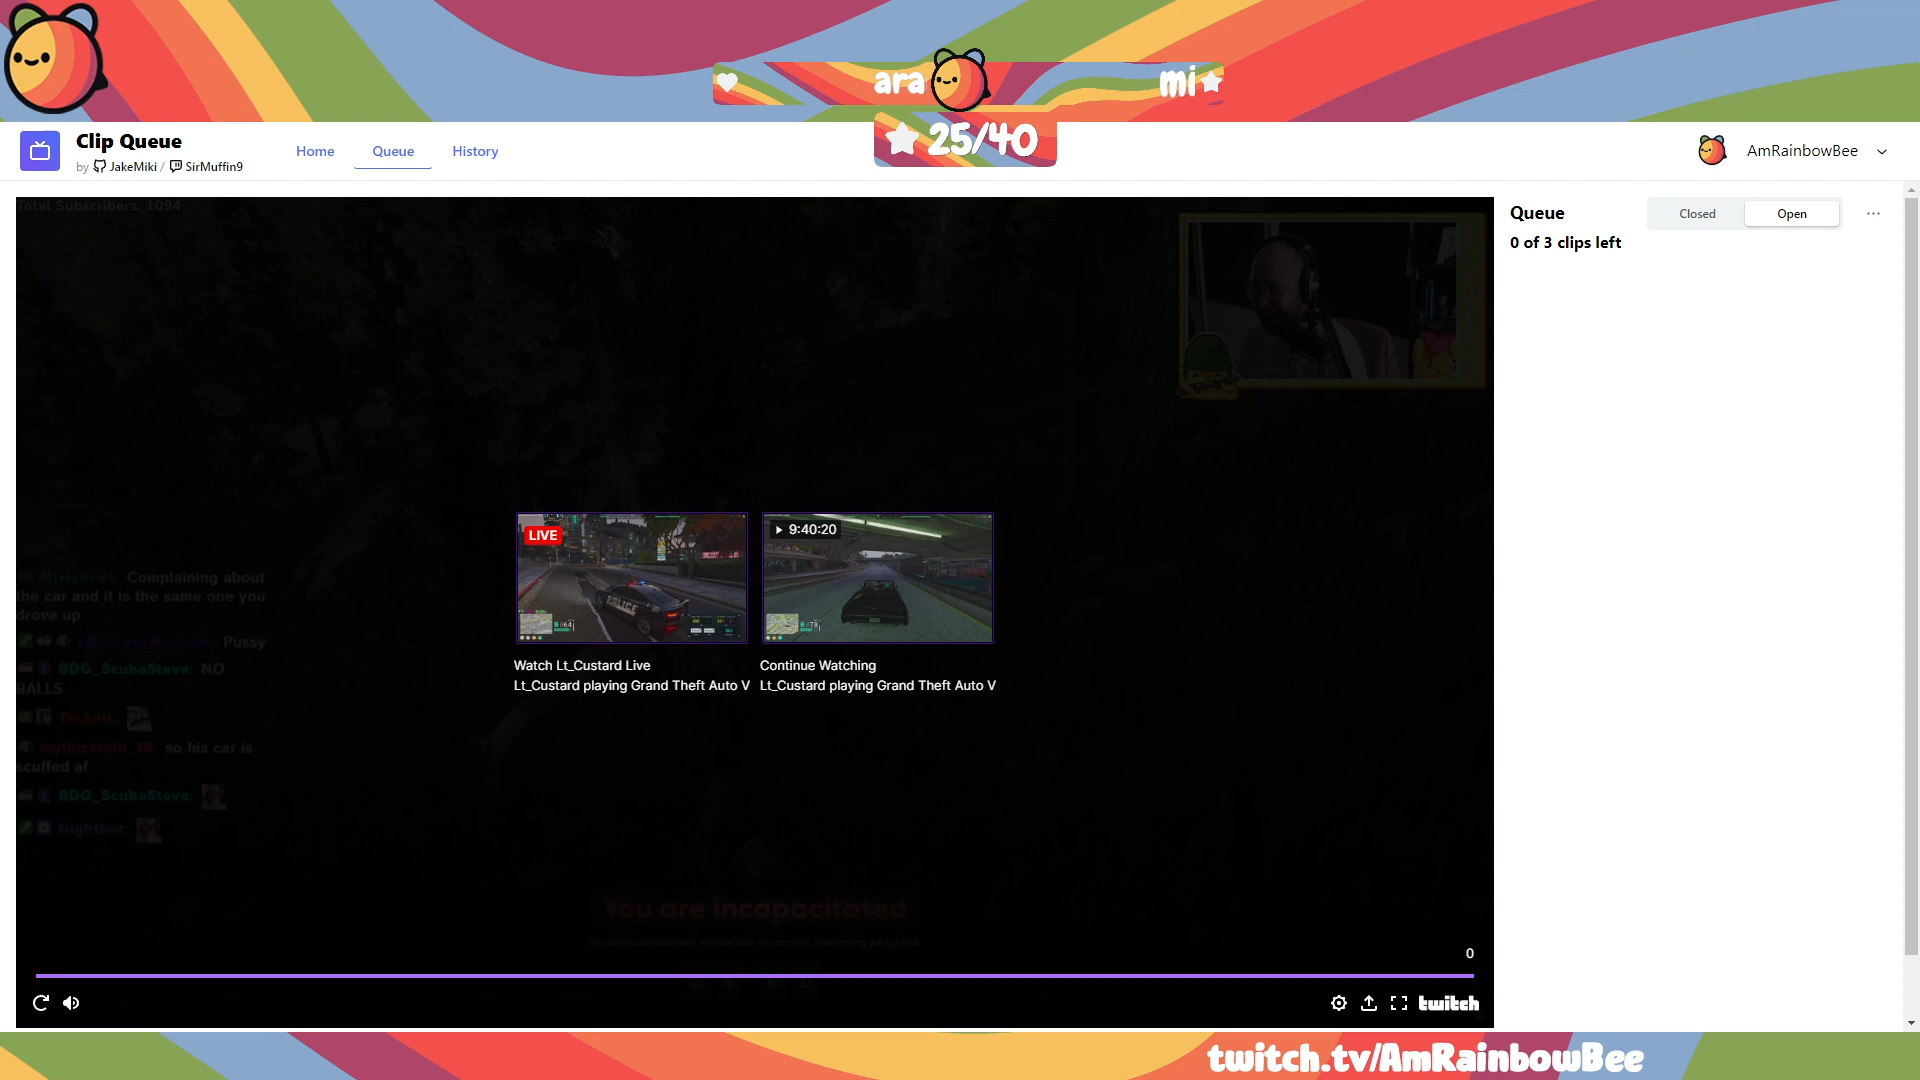 ara
mi
25/40
Clip Queue
by JakeMiki / SirMuffin9
Home
Queue
History
AmRainbowBee
Total Subscribers: 1094
Queue
Closed
Open
0 of 3 clips left
LIVE
9:40:20
POLICE
Watch Lt_Custard Live
Lt_Custard playing Grand Theft Auto V
Continue Watching
Lt_Custard playing Grand Theft Auto V
Complaining about
the car and it is the same one you
drove up
Pussy
BDG_ScubaSteve: NO
BALLS
Tecknik
mythicsloth_18: so his car is
scuffed af
BDG_ScubaSteve:
Nightbot:
You are incapacitated
0
twitch
twitch.tv/AmRainbowBee